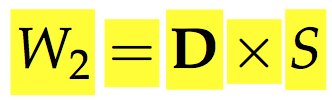 W₂ = D × S